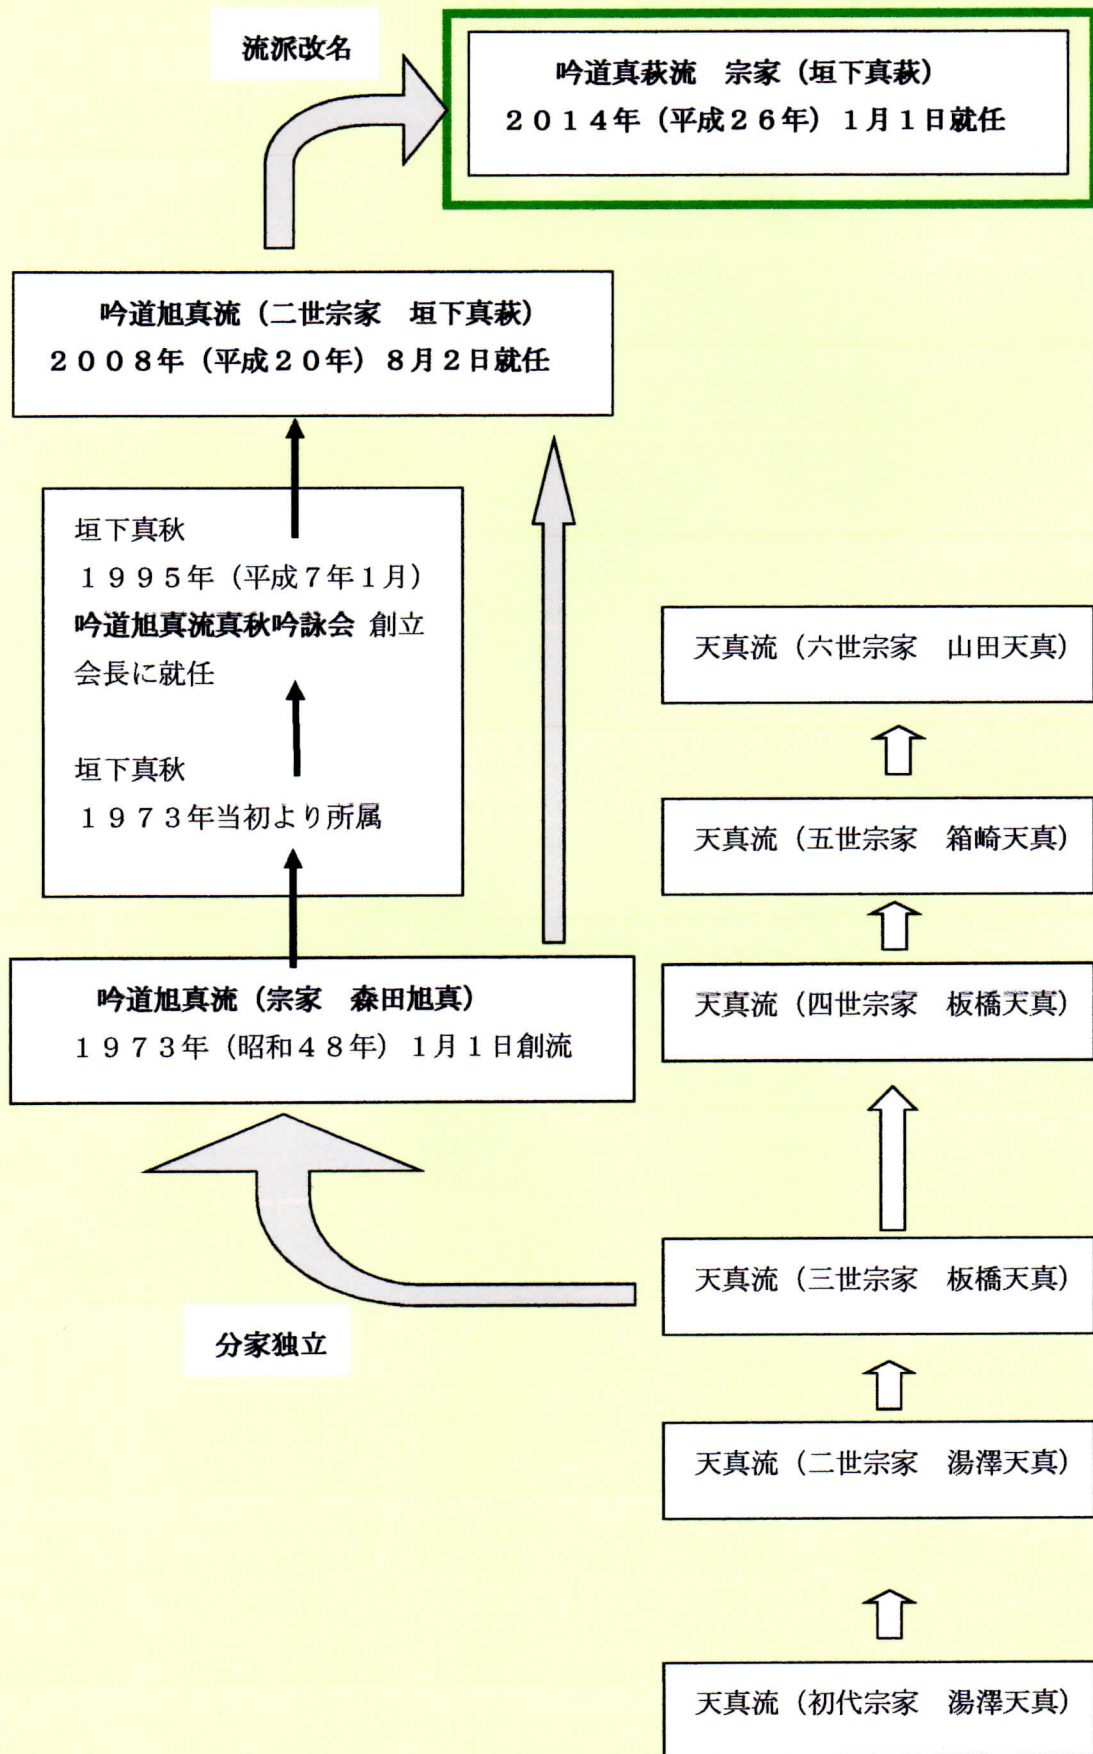 流派改名
吟道真萩流　宗家（垣下真萩）
２０１４年（平成２６年）１月１日就任
吟道旭真流（二世宗家　垣下真萩）
２００８年（平成２０年）８月２日就任
垣下真秋
１９９５年（平成７年１月）
吟道旭真流真秋吟詠会 創立
会長に就任
垣下真秋
１９７３年当初より所属
吟道旭真流（宗家　森田旭真）
１９７３年（昭和４８年）１月１日創流
分家独立
天真流（六世宗家　山田天真）
天真流（五世宗家　箱崎天真）
天真流（四世宗家　板橋天真）
天真流（三世宗家　板橋天真）
天真流（二世宗家　湯澤天真）
天真流（初代宗家　湯澤天真）